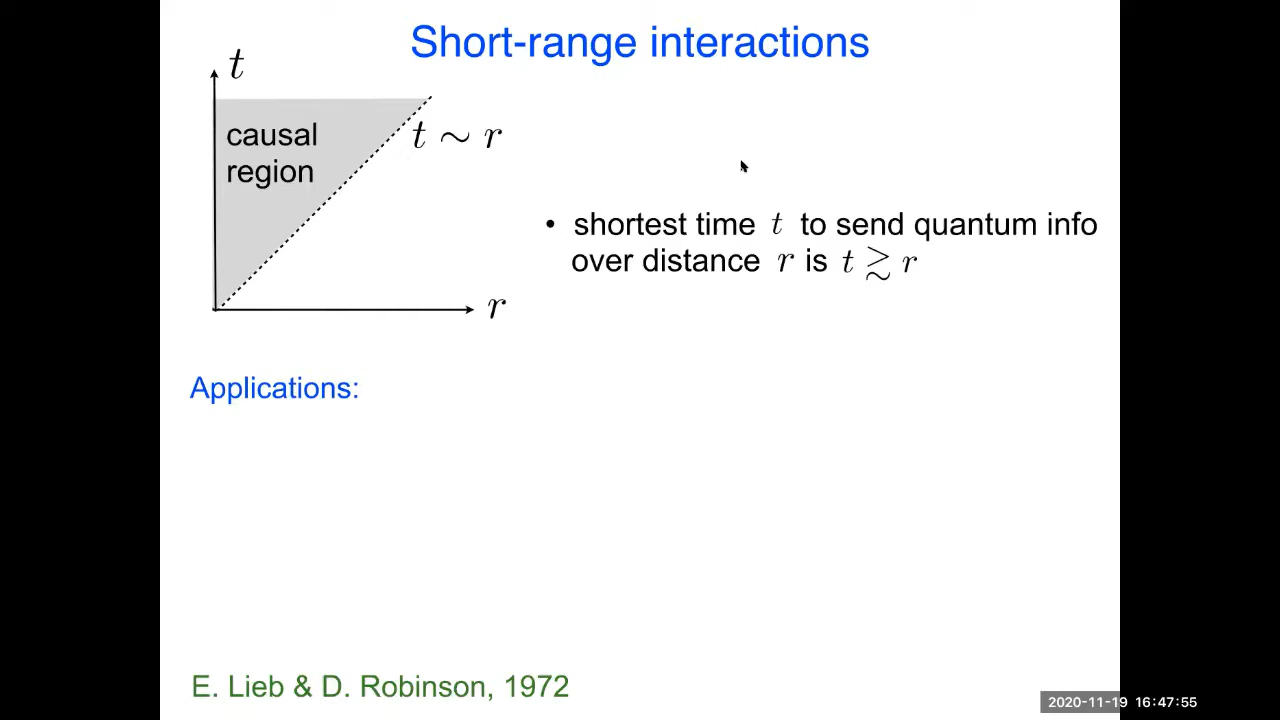 Short-range interactions
t
causal
region
t ∼ r
• shortest time t to send quantum info
over distance r is t ≳ r
r
Applications:
E. Lieb & D. Robinson, 1972
2020-11-19 16:47:55